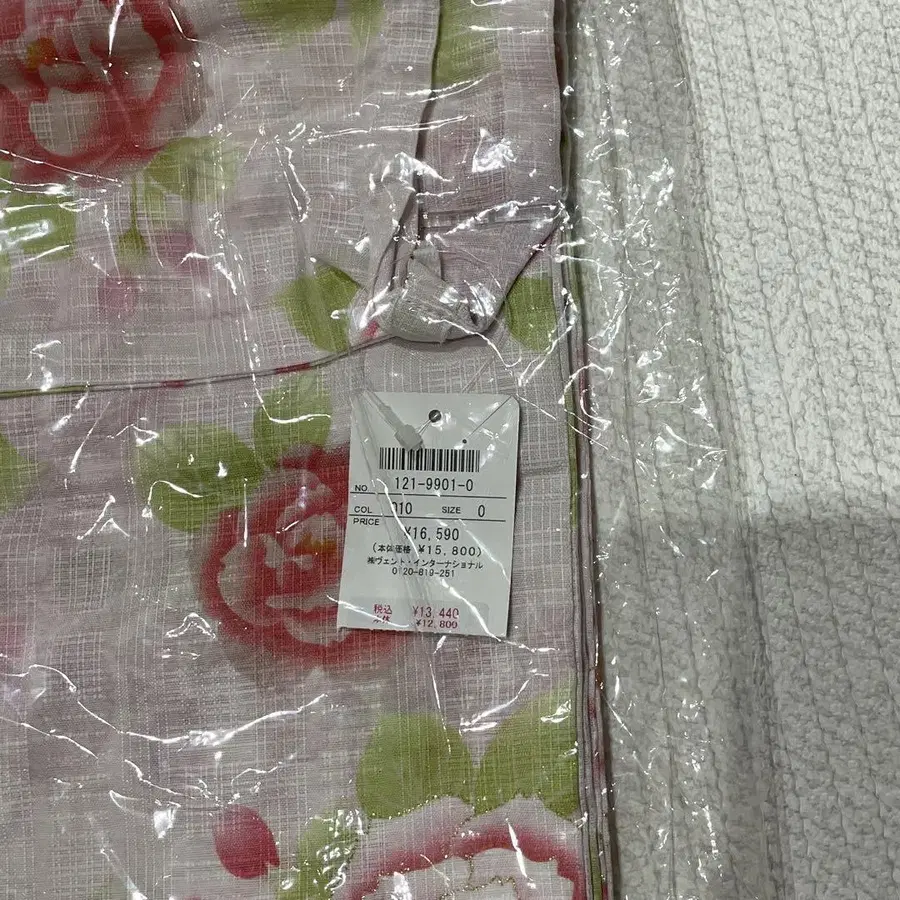 NO. 121-9901-0
COL 010 SIZE 0
PRICE
¥16,590
(本体価格 ¥15,800)
㈱ヴェント・インターナショナル
0120-819-251
税込 ¥13,440
本体 ¥12,800